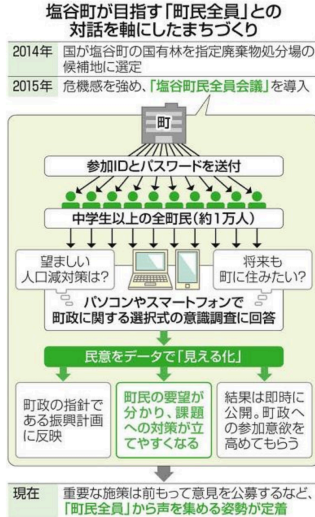 塩谷町が目指す「町民全員」との
対話を軸にしたまちづくり
2014年 国が塩谷町の国有林を指定廃棄物処分場の
候補地に選定
2015年 危機感を強め、「塩谷町民全員会議」を導入
町
参加IDとパスワードを送付
中学生以上の全町民(約1万人)
望ましい
人口減対策は?
将来も
町に住みたい?
パソコンやスマートフォンで
町政に関する選択式の意識調査に回答
民意をデータで「見える化」
町政の指針で
ある振興計画
に反映
町民の要望が
分かり、課題
への対策が立
てやすくなる
結果は即時に
公開。町政へ
の参加意欲を
高めてもらう
現在 重要な施策は前もって意見を公募するなど、
「町民全員」から声を集める姿勢が定着